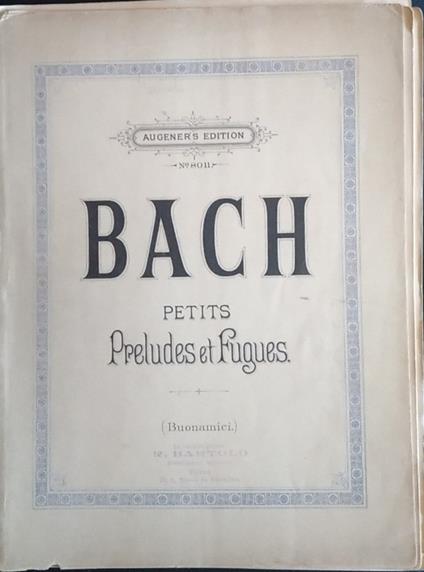 AUGENER'S EDITION
No. 8011
BACH
PETITS
Preludes et Fugues.
(Buonamici.)
BARTOLO